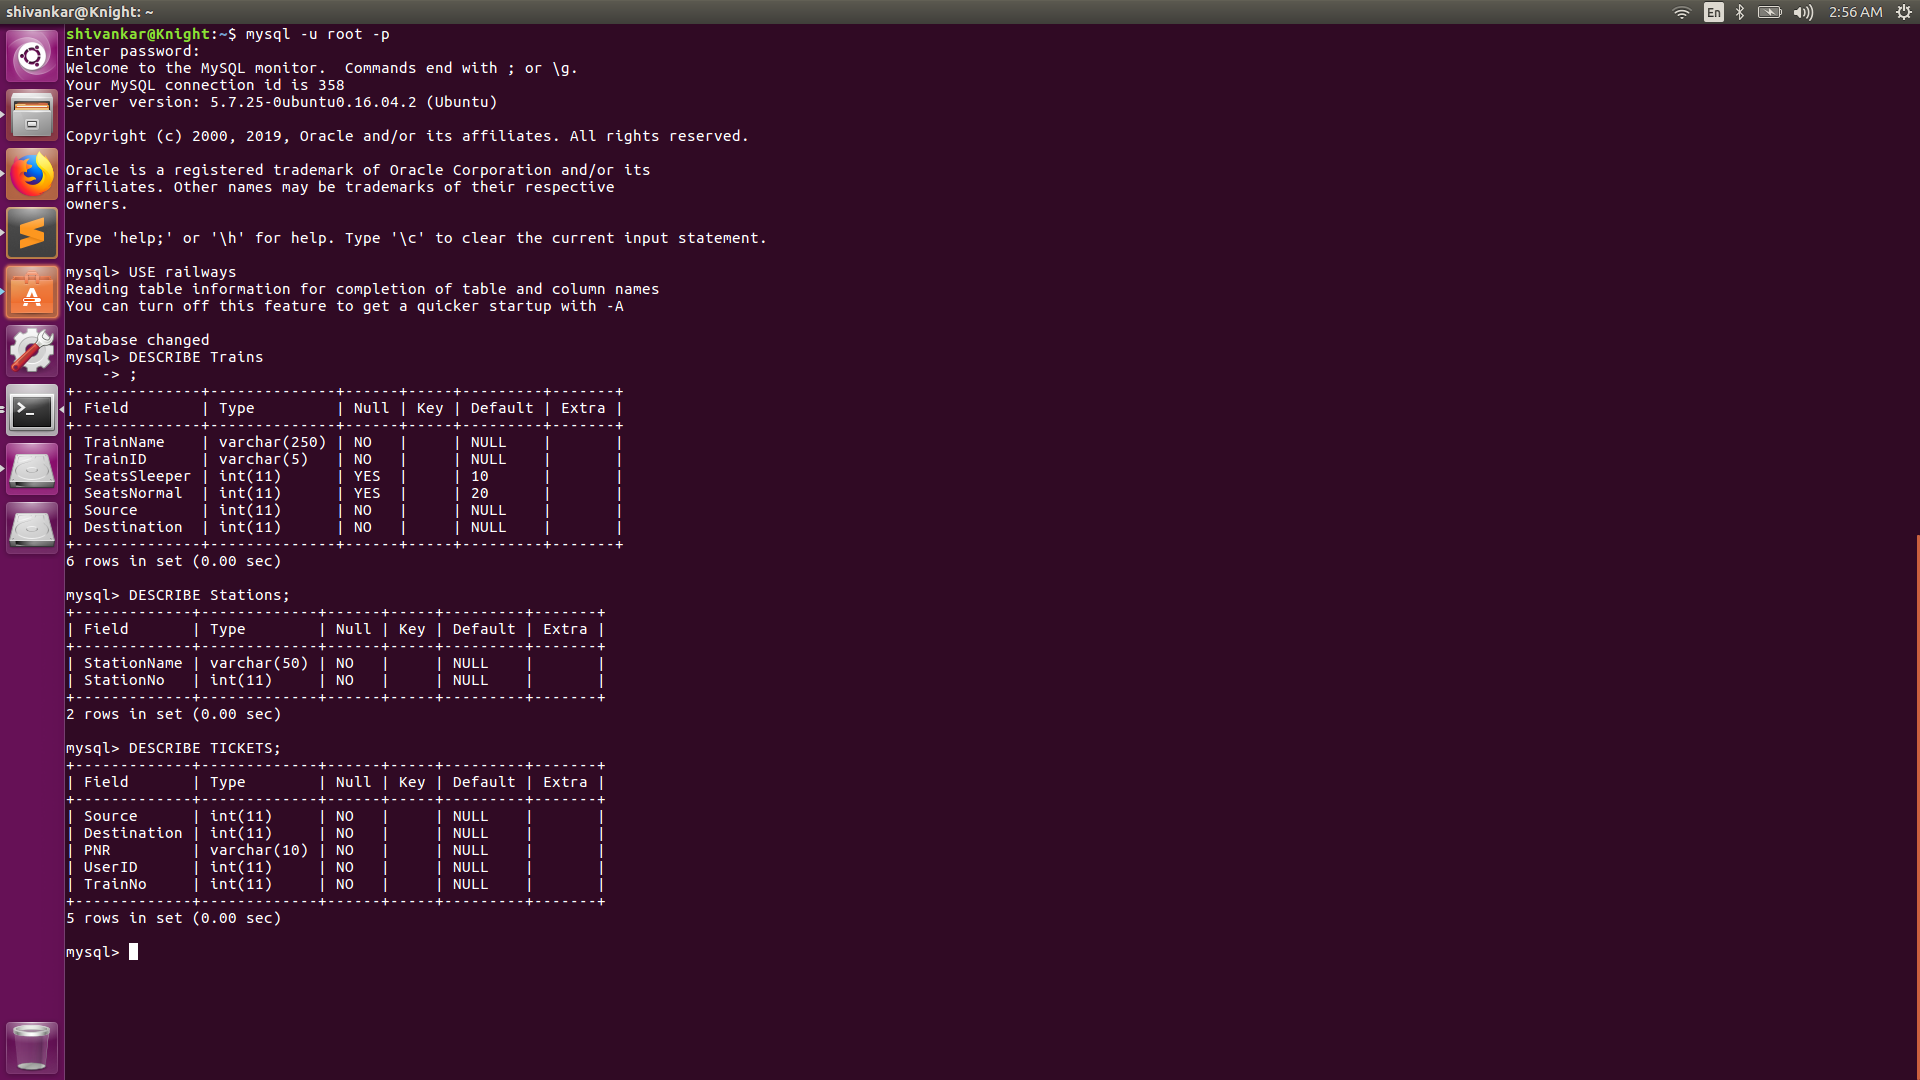 shivankar@Knight: ~
En
2:56 AM
shivankar@Knight:~$ mysql -u root -p
Enter password:
Welcome to the MySQL monitor.  Commands end with ; or \g.
Your MySQL connection id is 358
Server version: 5.7.25-0ubuntu0.16.04.2 (Ubuntu)

Copyright (c) 2000, 2019, Oracle and/or its affiliates. All rights reserved.

Oracle is a registered trademark of Oracle Corporation and/or its
affiliates. Other names may be trademarks of their respective
owners.

Type 'help;' or '\h' for help. Type '\c' to clear the current input statement.

mysql> USE railways
Reading table information for completion of table and column names
You can turn off this feature to get a quicker startup with -A

Database changed
mysql> DESCRIBE Trains
    -> ;
+--------------+--------------+------+-----+---------+-------+
| Field        | Type         | Null | Key | Default | Extra |
+--------------+--------------+------+-----+---------+-------+
| TrainName    | varchar(250) | NO   |     | NULL    |       |
| TrainID      | varchar(5)   | NO   |     | NULL    |       |
| SeatsSleeper | int(11)      | YES  |     | 10      |       |
| SeatsNormal  | int(11)      | YES  |     | 20      |       |
| Source       | int(11)      | NO   |     | NULL    |       |
| Destination  | int(11)      | NO   |     | NULL    |       |
+--------------+--------------+------+-----+---------+-------+
6 rows in set (0.00 sec)

mysql> DESCRIBE Stations;
+-------------+-------------+------+-----+---------+-------+
| Field       | Type        | Null | Key | Default | Extra |
+-------------+-------------+------+-----+---------+-------+
| StationName | varchar(50) | NO   |     | NULL    |       |
| StationNo   | int(11)     | NO   |     | NULL    |       |
+-------------+-------------+------+-----+---------+-------+
2 rows in set (0.00 sec)

mysql> DESCRIBE TICKETS;
+-------------+-------------+------+-----+---------+-------+
| Field       | Type        | Null | Key | Default | Extra |
+-------------+-------------+------+-----+---------+-------+
| Source      | int(11)     | NO   |     | NULL    |       |
| Destination | int(11)     | NO   |     | NULL    |       |
| PNR         | varchar(10) | NO   |     | NULL    |       |
| UserID      | int(11)     | NO   |     | NULL    |       |
| TrainNo     | int(11)     | NO   |     | NULL    |       |
+-------------+-------------+------+-----+---------+-------+
5 rows in set (0.00 sec)

mysql>